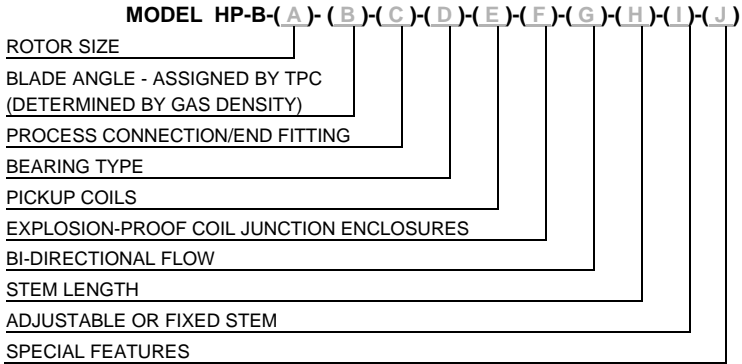 MODEL HP-B-( A )- ( B )-( C )-( D )-( E )-( F )-( G )-( H )-( I )-( J )
ROTOR SIZE
BLADE ANGLE - ASSIGNED BY TPC
(DETERMINED BY GAS DENSITY)
PROCESS CONNECTION/END FITTING
BEARING TYPE
PICKUP COILS
EXPLOSION-PROOF COIL JUNCTION ENCLOSURES
BI-DIRECTIONAL FLOW
STEM LENGTH
ADJUSTABLE OR FIXED STEM
SPECIAL FEATURES